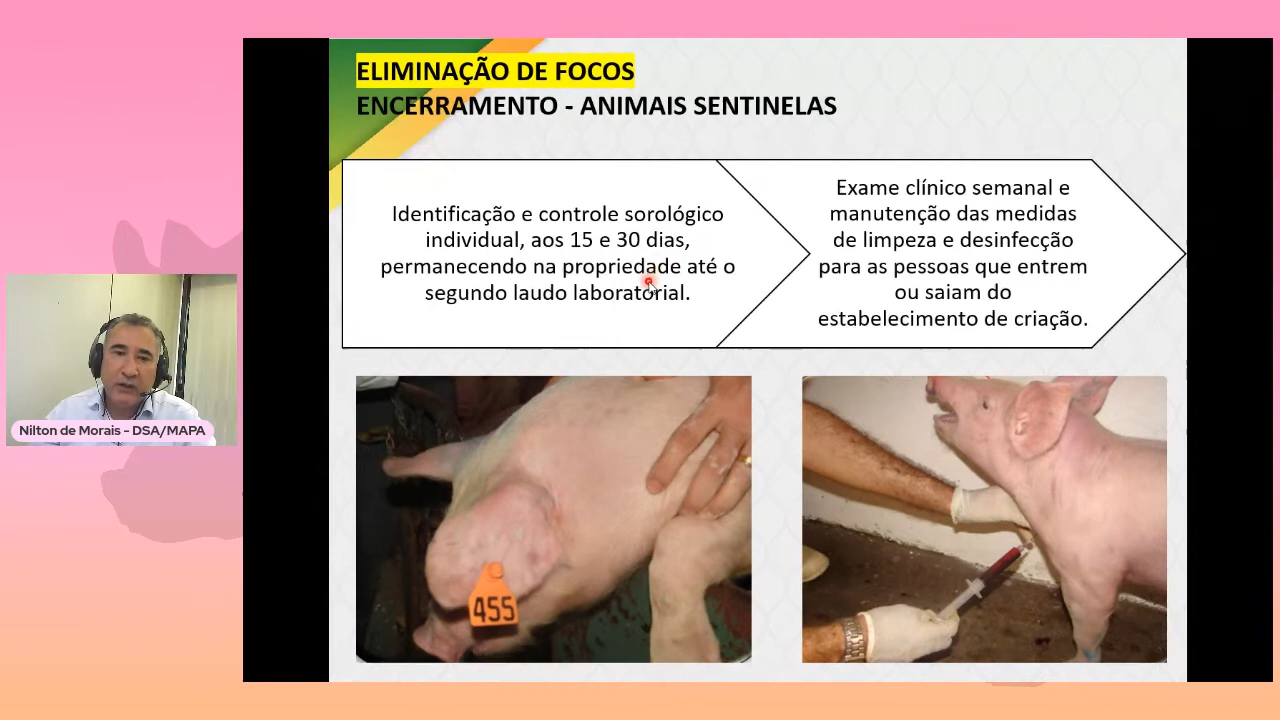 ELIMINAÇÃO DE FOCOS
ENCERRAMENTO - ANIMAIS SENTINELAS
Identificação e controle sorológico
individual, aos 15 e 30 dias,
permanecendo na propriedade até o
segundo laudo laboratorial.
Exame clínico semanal e
manutenção das medidas
de limpeza e desinfecção
para as pessoas que entrem
ou saiam do
estabelecimento de criação.
Nilton de Morais - DSA/MAPA
455